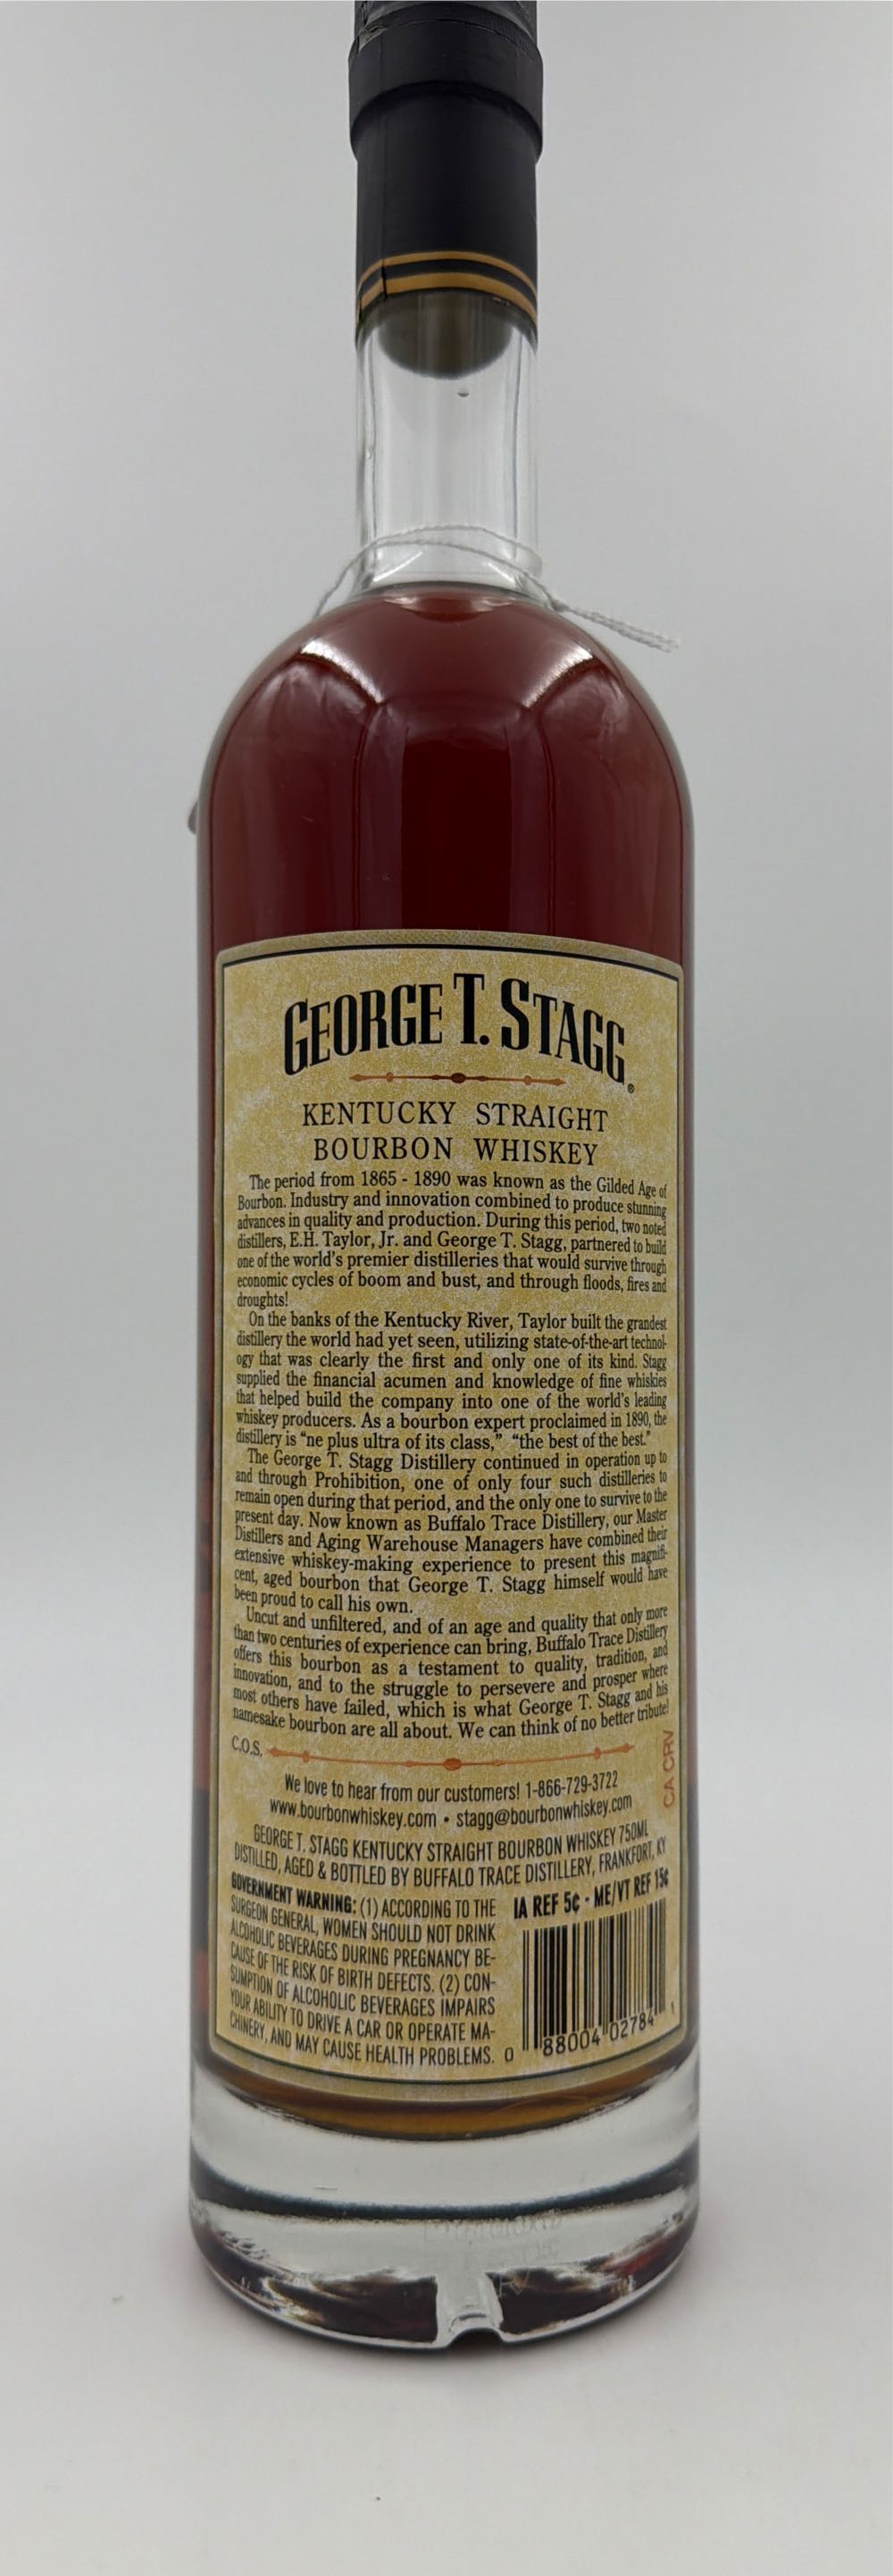 GEORGE T. STAGG®
KENTUCKY STRAIGHT
BOURBON WHISKEY
The period from 1865 - 1890 was known as the Gilded Age of
Bourbon. Industry and innovation combined to produce stunning
advances in quality and production. During this period, two noted
distillers, E.H. Taylor, Jr. and George T. Stagg, partnered to build
one of the world's premier distilleries that would survive through
economic cycles of boom and bust, and through floods, fires and
droughts!
On the banks of the Kentucky River, Taylor built the grandest
distillery the world had yet seen, utilizing state-of-the-art technol-
ogy that was clearly the first and only one of its kind. Stagg
supplied the financial acumen and knowledge of fine whiskies
that helped build the company into one of the world's leading
whiskey producers. As a bourbon expert proclaimed in 1890, the
distillery is "ne plus ultra of its class," "the best of the best."
The George T. Stagg Distillery continued in operation up to
and through Prohibition, one of only four such distilleries to
remain open during that period, and the only one to survive to the
present day. Now known as Buffalo Trace Distillery, our Master
Distillers and Aging Warehouse Managers have combined their
extensive whiskey-making experience to present this magnifi-
cent, aged bourbon that George T. Stagg himself would have
been proud to call his own.
Uncut and unfiltered, and of an age and quality that only more
than two centuries of experience can bring, Buffalo Trace Distillery
offers this bourbon as a testament to quality, tradition, and
innovation, and to the struggle to persevere and prosper where
most others have failed, which is what George T. Stagg and his
namesake bourbon are all about. We can think of no better tribute!
C.O.S.
CA CRV
We love to hear from our customers! 1-866-729-3722
www.bourbonwhiskey.com • stagg@bourbonwhiskey.com
GEORGE T. STAGG KENTUCKY STRAIGHT BOURBON WHISKEY 750ML
DISTILLED, AGED & BOTTLED BY BUFFALO TRACE DISTILLERY, FRANKFORT, KY
GOVERNMENT WARNING: (1) ACCORDING TO THE
SURGEON GENERAL, WOMEN SHOULD NOT DRINK
ALCOHOLIC BEVERAGES DURING PREGNANCY BE-
CAUSE OF THE RISK OF BIRTH DEFECTS. (2) CON-
SUMPTION OF ALCOHOLIC BEVERAGES IMPAIRS
YOUR ABILITY TO DRIVE A CAR OR OPERATE MA-
CHINERY, AND MAY CAUSE HEALTH PROBLEMS.
IA REF 5¢ - ME/VT REF 15¢
0 88004 02784 1